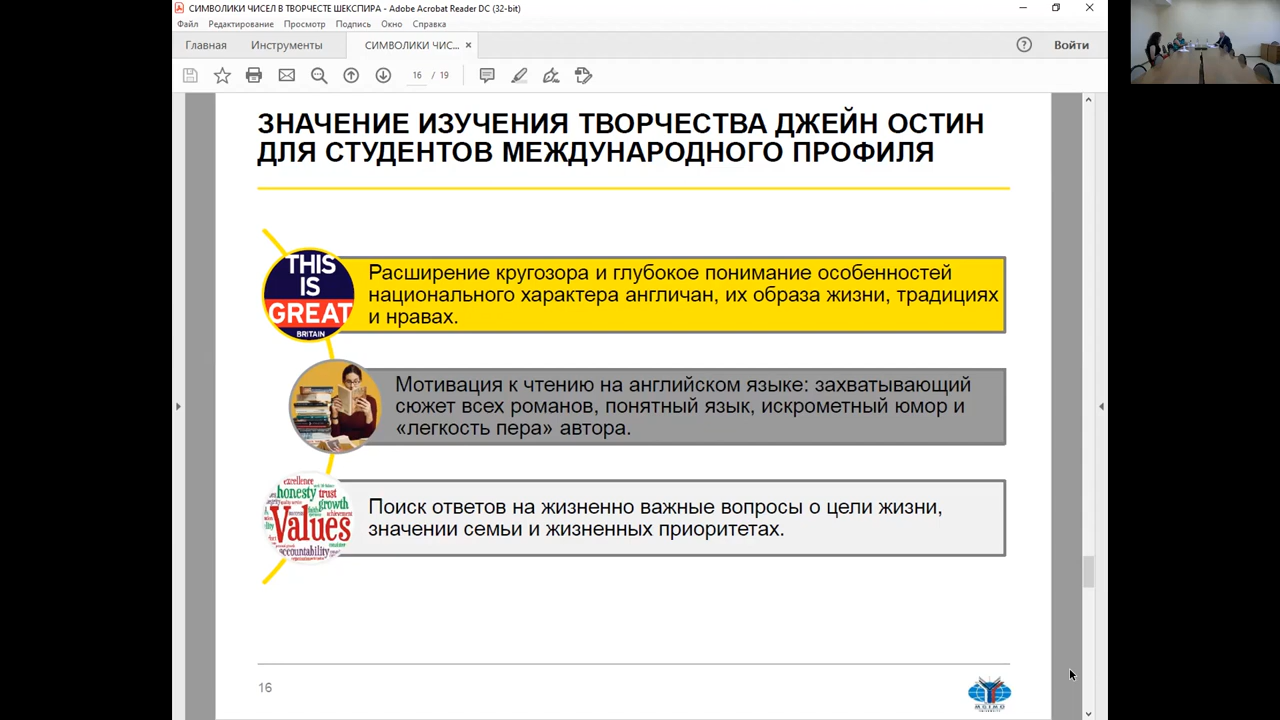 СИМВОЛИКИ ЧИСЕЛ В ТВОРЧЕСТЕ ШЕКСПИРА - Adobe Acrobat Reader DC (32-bit)
Файл Редактирование Просмотр Подпись Окно Справка
Главная Инструменты СИМВОЛИКИ ЧИС... Войти
16 / 19
ЗНАЧЕНИЕ ИЗУЧЕНИЯ ТВОРЧЕСТВА ДЖЕЙН ОСТИН
ДЛЯ СТУДЕНТОВ МЕЖДУНАРОДНОГО ПРОФИЛЯ
THIS
IS
GREAT
BRITAIN
Расширение кругозора и глубокое понимание особенностей
национального характера англичан, их образа жизни, традициях
и нравах.
Мотивация к чтению на английском языке: захватывающий
сюжет всех романов, понятный язык, искрометный юмор и
«легкость пера» автора.
excellence
honesty trust
growth
Values
accountability
Поиск ответов на жизненно важные вопросы о цели жизни,
значении семьи и жизненных приоритетах.
16
MGIMO
UNIVERSITY